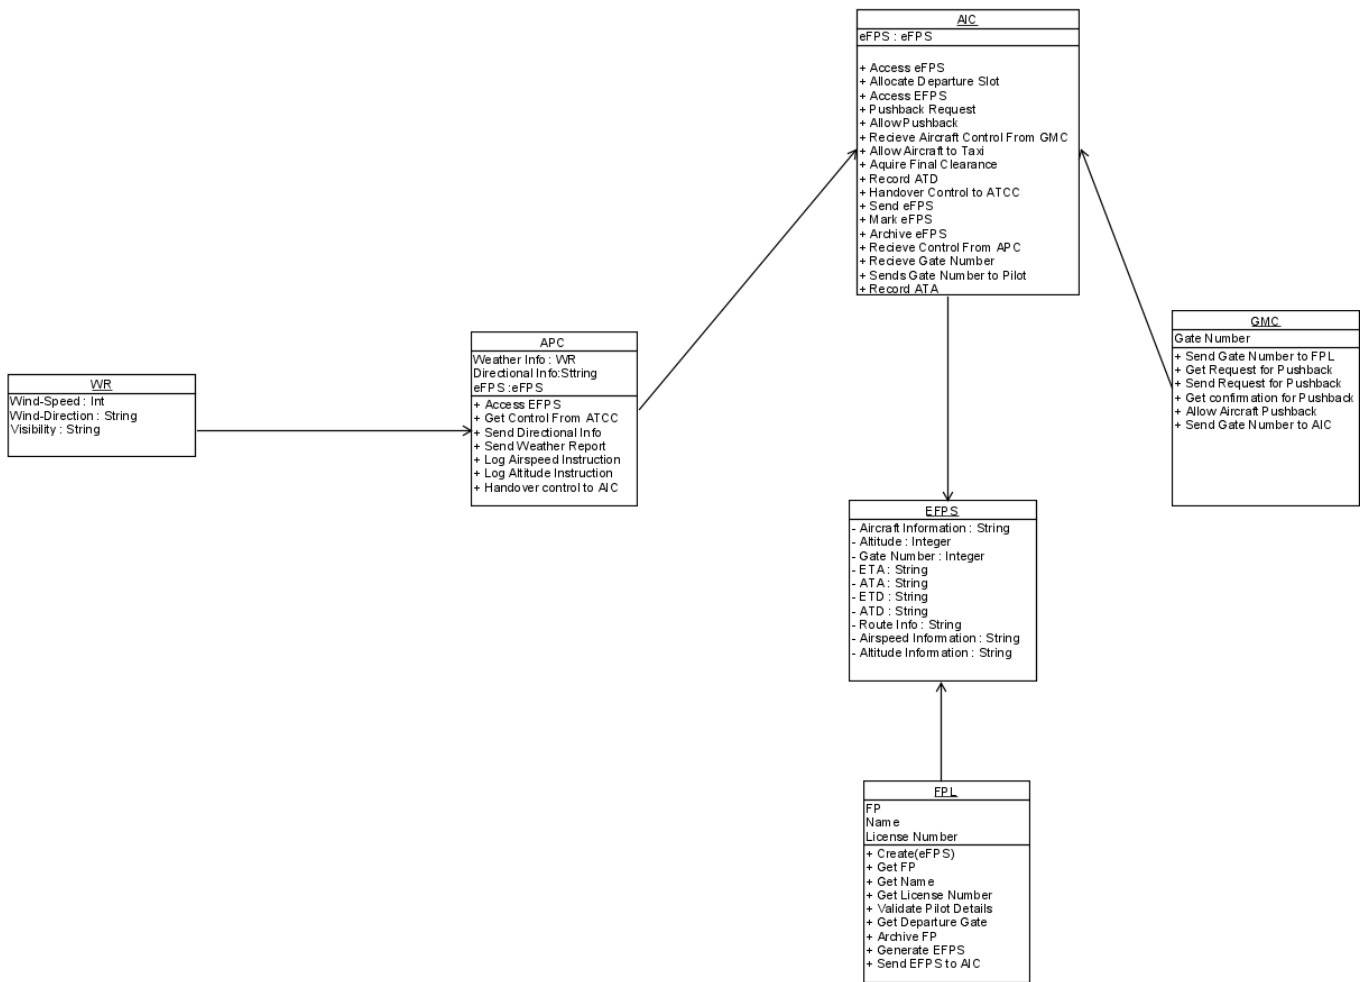 AIC
eFPS : eFPS
+ Access eFPS
+ Allocate Departure Slot
+ Access EFPS
+ Pushback Request
+ Allow Pushback
+ Recieve Aircraft Control From GMC
+ Allow Aircraft to Taxi
+ Aquire Final Clearance
+ Record ATD
+ Handover Control to ATCC
+ Send eFPS
+ Mark eFPS
+ Archive eFPS
+ Recieve Control From APC
+ Recieve Gate Number
+ Sends Gate Number to Pilot
+ Record ATA
GMC
Gate Number
+ Send Gate Number to FPL
+ Get Request for Pushback
+ Send Request for Pushback
+ Get confirmation for Pushback
+ Allow Aircraft Pushback
+ Send Gate Number to AIC
APC
Weather Info : WR
Directional Info:Sttring
eFPS :eFPS
+ Access EFPS
+ Get Control From ATCC
+ Send Directional Info
+ Send Weather Report
+ Log Airspeed Instruction
+ Log Altitude Instruction
+ Handover control to AIC
WR
Wind-Speed : Int
Wind-Direction : String
Visibility : String
EFPS
- Aircraft Information : String
- Altitude : Integer
- Gate Number : Integer
- ETA : String
- ATA : String
- ETD : String
- ATD : String
- Route Info : String
- Airspeed Information : String
- Altitude Information : String
FPL
FP
Name
License Number
+ Create(eFPS)
+ Get FP
+ Get Name
+ Get License Number
+ Validate Pilot Details
+ Get Departure Gate
+ Archive FP
+ Generate EFPS
+ Send EFPS to AIC